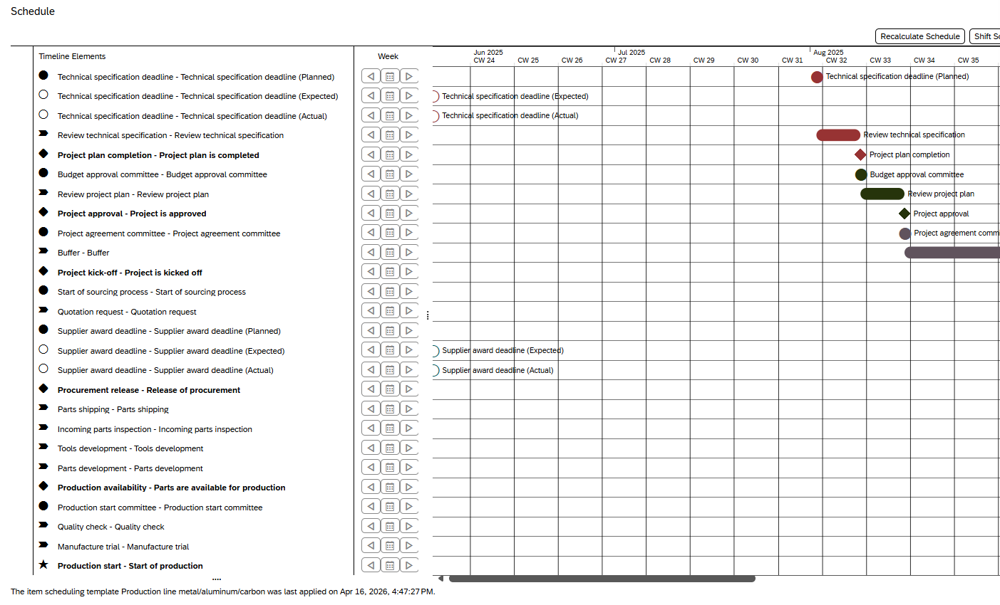 Schedule
Recalculate Schedule
Shift Sc
Timeline Elements
Week
Jun 2025
Jul 2025
Aug 2025
CW 24 CW 25 CW 26 CW 27 CW 28 CW 29 CW 30 CW 31 CW 32 CW 33 CW 34 CW 35
Technical specification deadline - Technical specification deadline (Planned)
Technical specification deadline (Planned)
Technical specification deadline - Technical specification deadline (Expected)
Technical specification deadline (Expected)
Technical specification deadline - Technical specification deadline (Actual)
Technical specification deadline (Actual)
Review technical specification - Review technical specification
Review technical specification
Project plan completion - Project plan is completed
Project plan completion
Budget approval committee - Budget approval committee
Budget approval committee
Review project plan - Review project plan
Review project plan
Project approval - Project is approved
Project approval
Project agreement committee - Project agreement committee
Project agreement commi
Buffer - Buffer
Project kick-off - Project is kicked off
Start of sourcing process - Start of sourcing process
Quotation request - Quotation request
Supplier award deadline - Supplier award deadline (Planned)
Supplier award deadline - Supplier award deadline (Expected)
Supplier award deadline (Expected)
Supplier award deadline - Supplier award deadline (Actual)
Supplier award deadline (Actual)
Procurement release - Release of procurement
Parts shipping - Parts shipping
Incoming parts inspection - Incoming parts inspection
Tools development - Tools development
Parts development - Parts development
Production availability - Parts are available for production
Production start committee - Production start committee
Quality check - Quality check
Manufacture trial - Manufacture trial
Production start - Start of production
The item scheduling template Production line metal/aluminum/carbon was last applied on Apr 16, 2026, 4:47:27 PM.